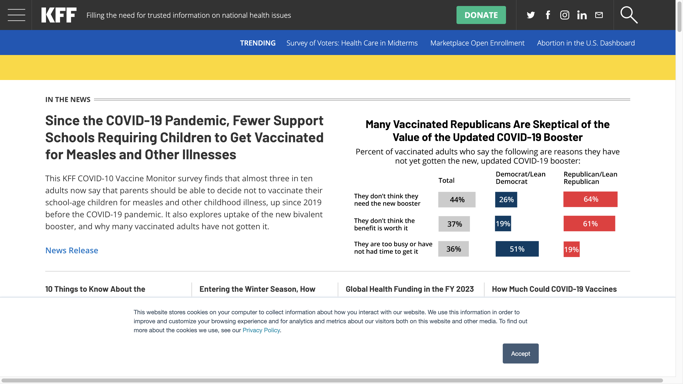 KFF Filling the need for trusted information on national health issues DONATE
TRENDING Survey of Voters: Health Care in Midterms Marketplace Open Enrollment Abortion in the U.S. Dashboard
IN THE NEWS
Since the COVID-19 Pandemic, Fewer Support
Schools Requiring Children to Get Vaccinated
for Measles and Other Illnesses
This KFF COVID-10 Vaccine Monitor survey finds that almost three in ten
adults now say that parents should be able to decide not to vaccinate their
school-age children for measles and other childhood illness, up since 2019
before the COVID-19 pandemic. It also explores uptake of the new bivalent
booster, and why many vaccinated adults have not gotten it.
News Release
Many Vaccinated Republicans Are Skeptical of the
Value of the Updated COVID-19 Booster
Percent of vaccinated adults who say the following are reasons they have
not yet gotten the new, updated COVID-19 booster:
Total Democrat/Lean Democrat Republican/Lean Republican
They don't think they
need the new booster 44% 26% 64%
They don't think the
benefit is worth it 37% 19% 61%
They are too busy or have
not had time to get it 36% 51% 19%
10 Things to Know About the
Entering the Winter Season, How
Global Health Funding in the FY 2023
How Much Could COVID-19 Vaccines
This website stores cookies on your computer to collect information about how you interact with our website. We use this information in order to
improve and customize your browsing experience and for analytics and metrics about our visitors both on this website and other media. To find out
more about the cookies we use, see our Privacy Policy.
Accept